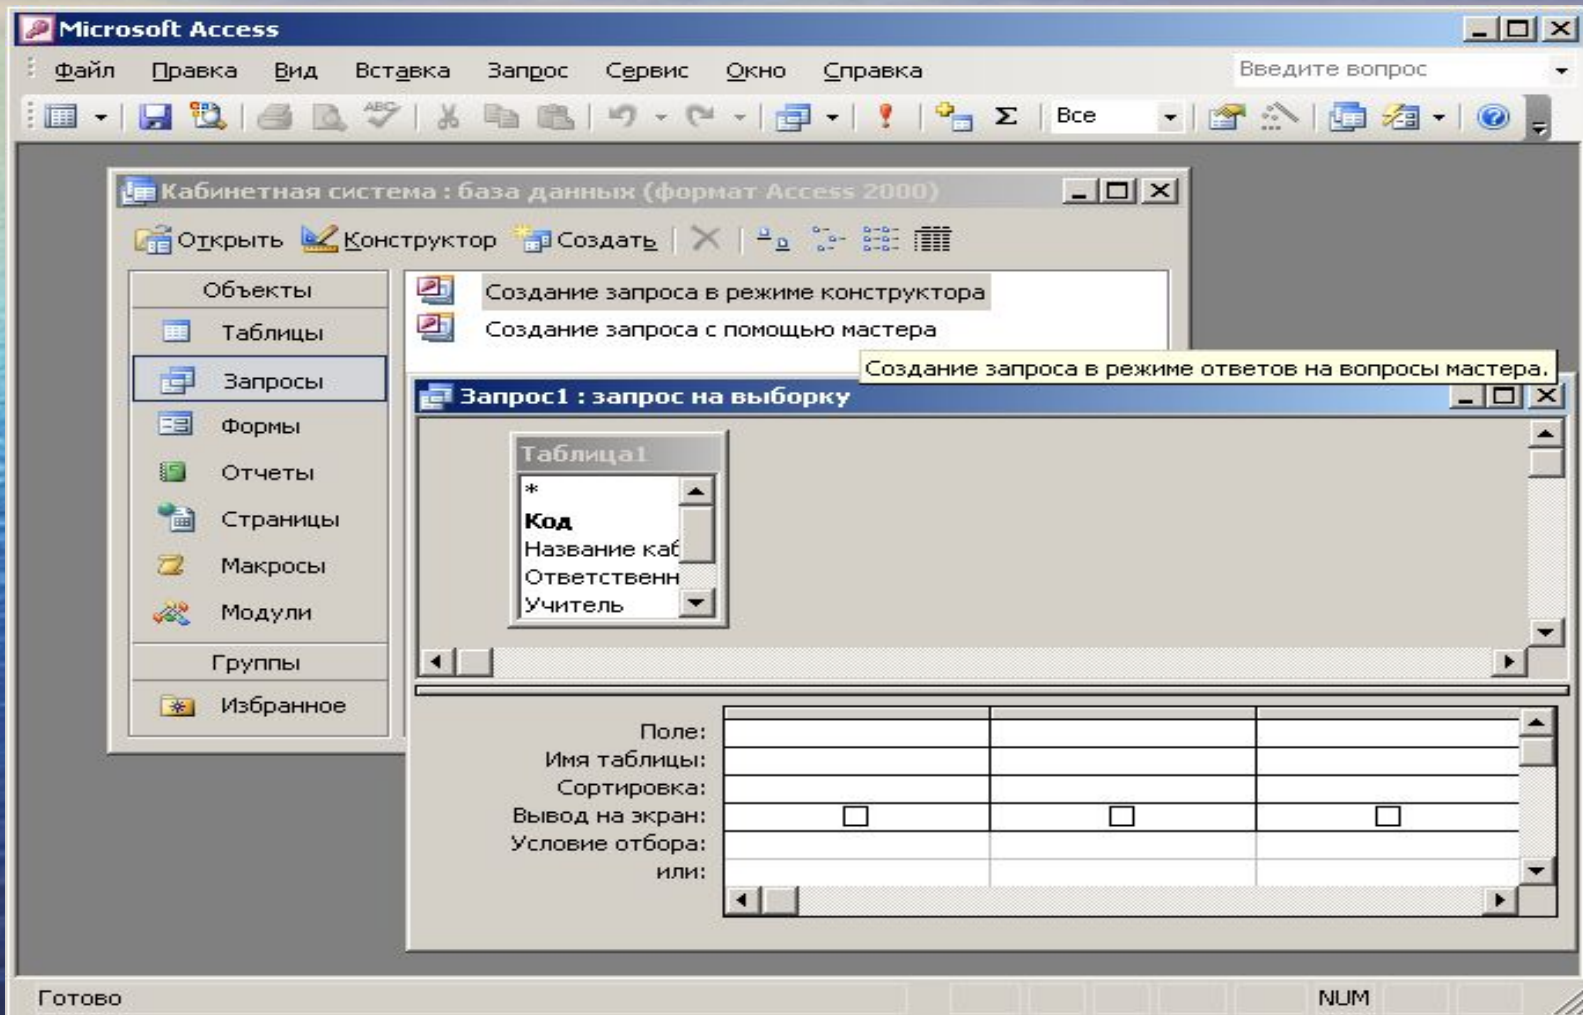 Microsoft Access
Файл Правка Вид Вставка Запрос Сервис Окно Справка Введите вопрос
ABC Σ Все
Кабинетная система : база данных (формат Access 2000)
Открыть Конструктор Создать
Объекты
Таблицы
Запросы
Формы
Отчеты
Страницы
Макросы
Модули
Группы
Избранное
Создание запроса в режиме конструктора
Создание запроса с помощью мастера
Создание запроса в режиме ответов на вопросы мастера.
Запрос1 : запрос на выборку
Таблица1
*
Код
Название каб
Ответственн
Учитель
Поле:
Имя таблицы:
Сортировка:
Вывод на экран:
Условие отбора:
или:
Готово NUM